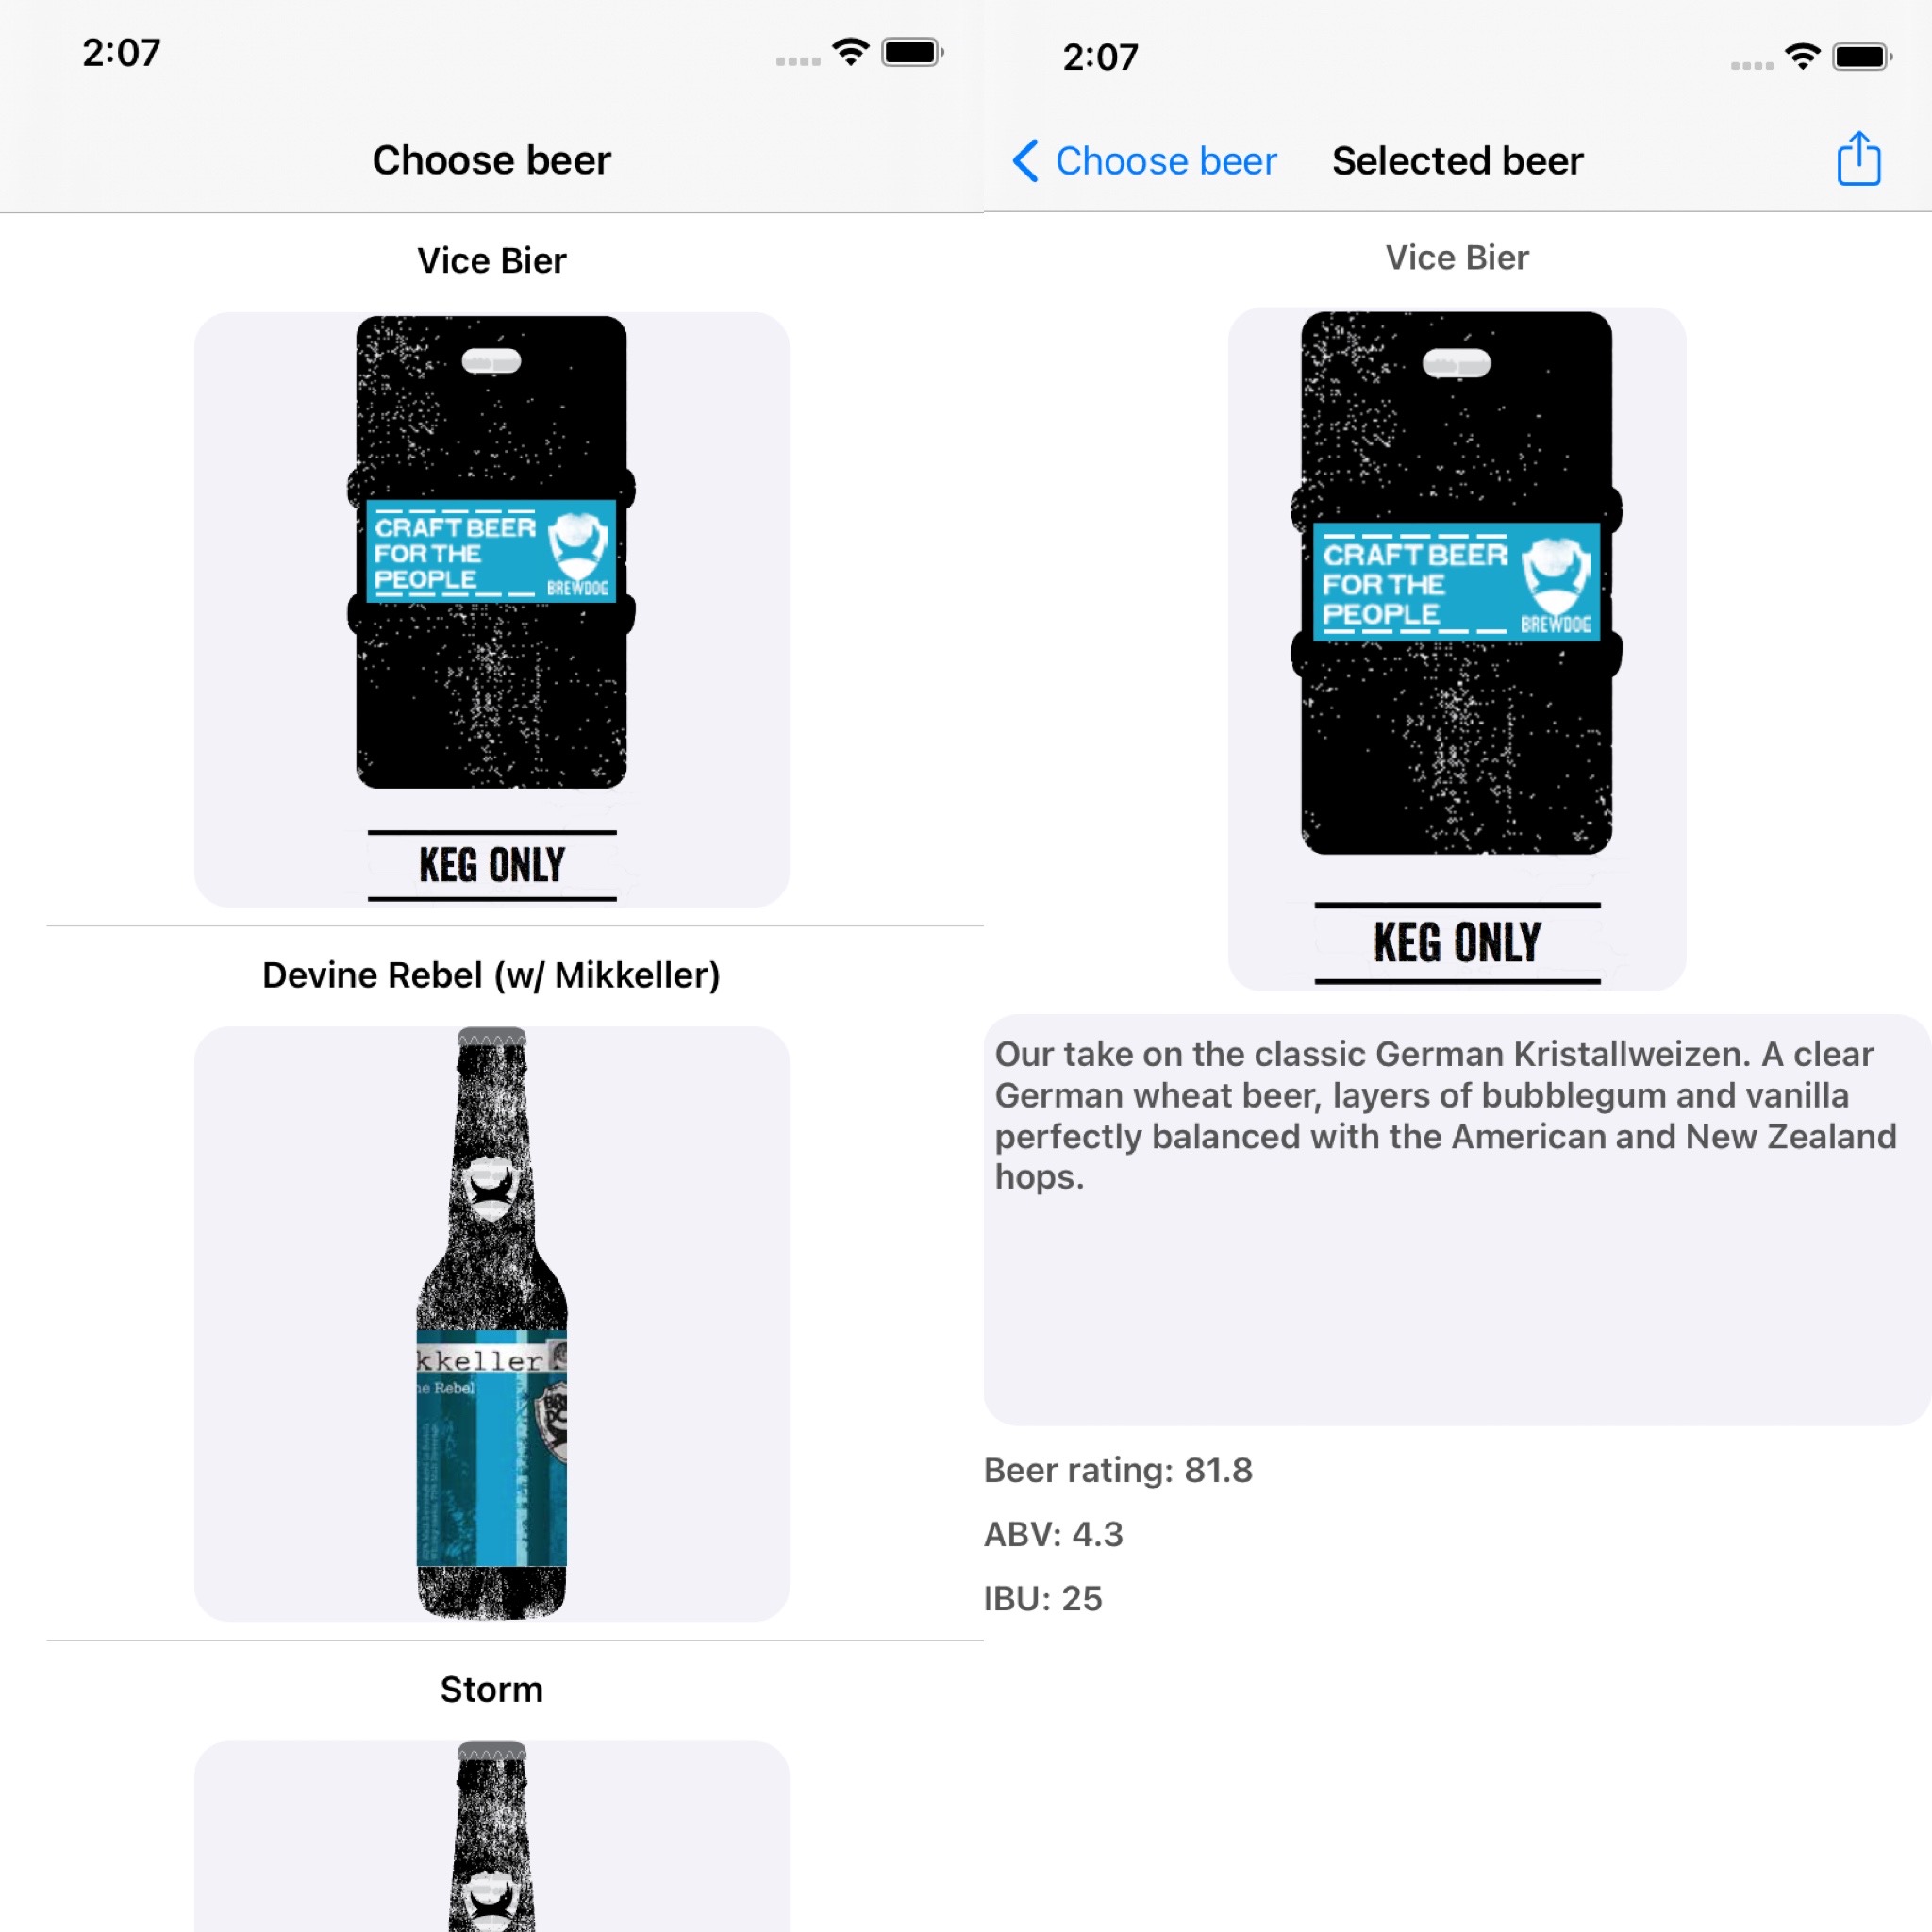 2:07
Choose beer
Vice Bier
CRAFT BEER
FOR THE
PEOPLE
BREWDOG
KEG ONLY
Devine Rebel (w/ Mikkeller)
kkeller
ne Rebel
Storm
2:07
Choose beer
Selected beer
Vice Bier
CRAFT BEER
FOR THE
PEOPLE
BREWDOG
KEG ONLY
Our take on the classic German Kristallweizen. A clear
German wheat beer, layers of bubblegum and vanilla
perfectly balanced with the American and New Zealand
hops.
Beer rating: 81.8
ABV: 4.3
IBU: 25